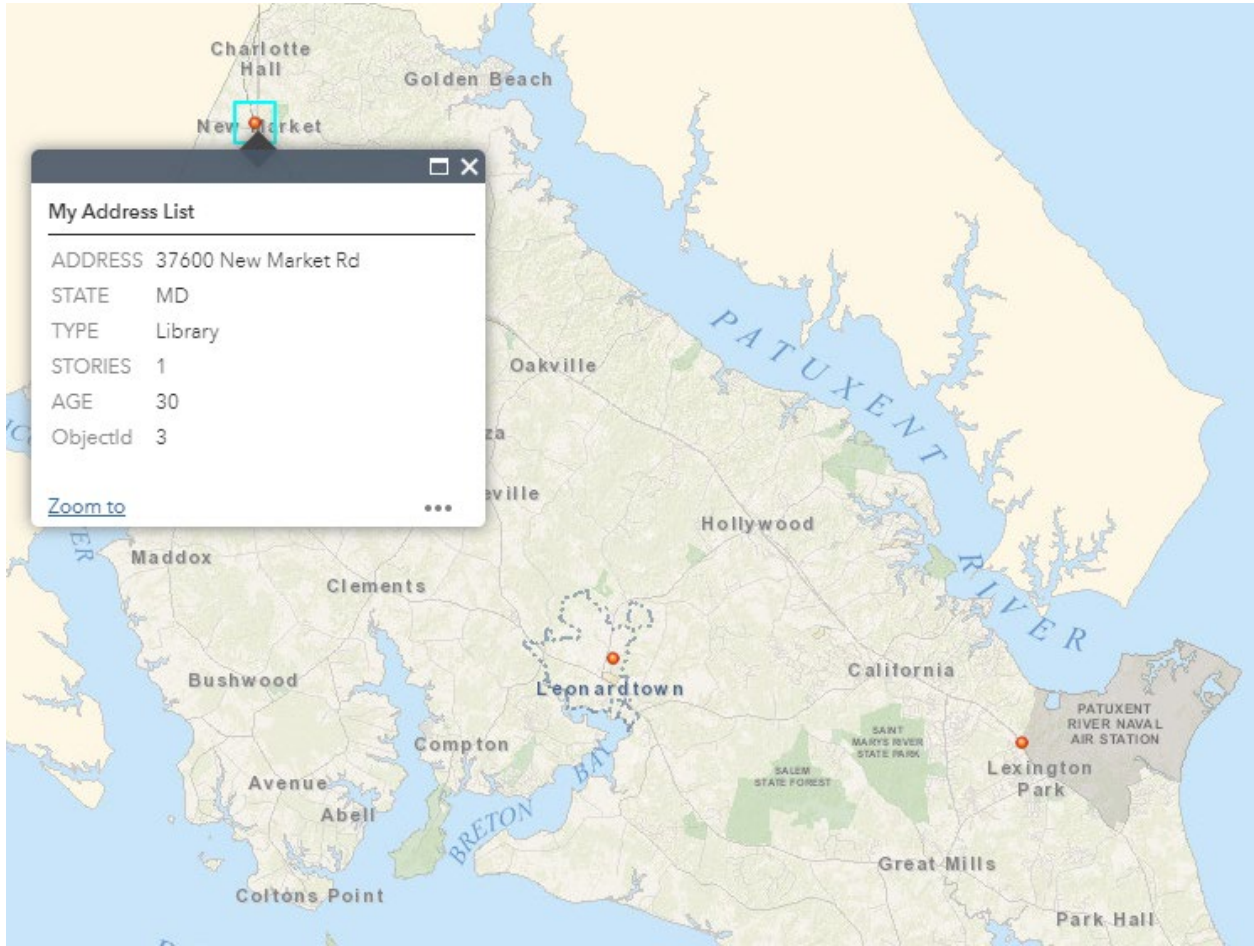 Charlotte
Hall
Golden Beach
New Market
My Address List
ADDRESS 37600 New Market Rd
STATE MD
TYPE Library
STORIES 1
AGE 30
ObjectId 3
Zoom to
PATUXENT
RIVER
Oakville
Hollywood
Maddox
Clements
Bushwood
Leonardtown
California
PATUXENT
RIVER NAVAL
AIR STATION
SAINT
MARYS RIVER
STATE PARK
SALEM
STATE FOREST
Lexington
Park
Compton
BRETON BAY
Avenue
Abell
Great Mills
Coltons Point
Park Hall